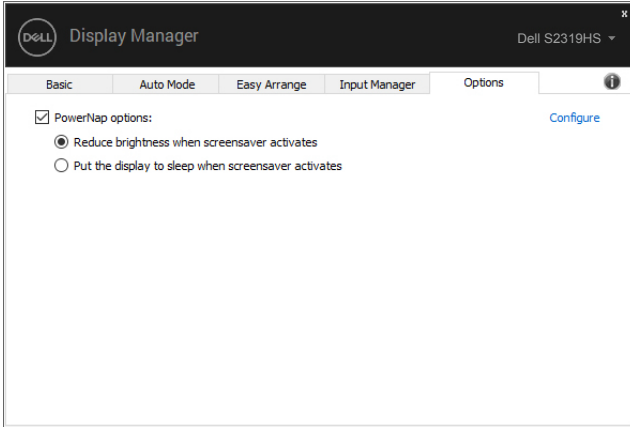 x
DELL Display Manager Dell S2319HS
Basic Auto Mode Easy Arrange Input Manager Options i
PowerNap options: Configure
Reduce brightness when screensaver activates
Put the display to sleep when screensaver activates